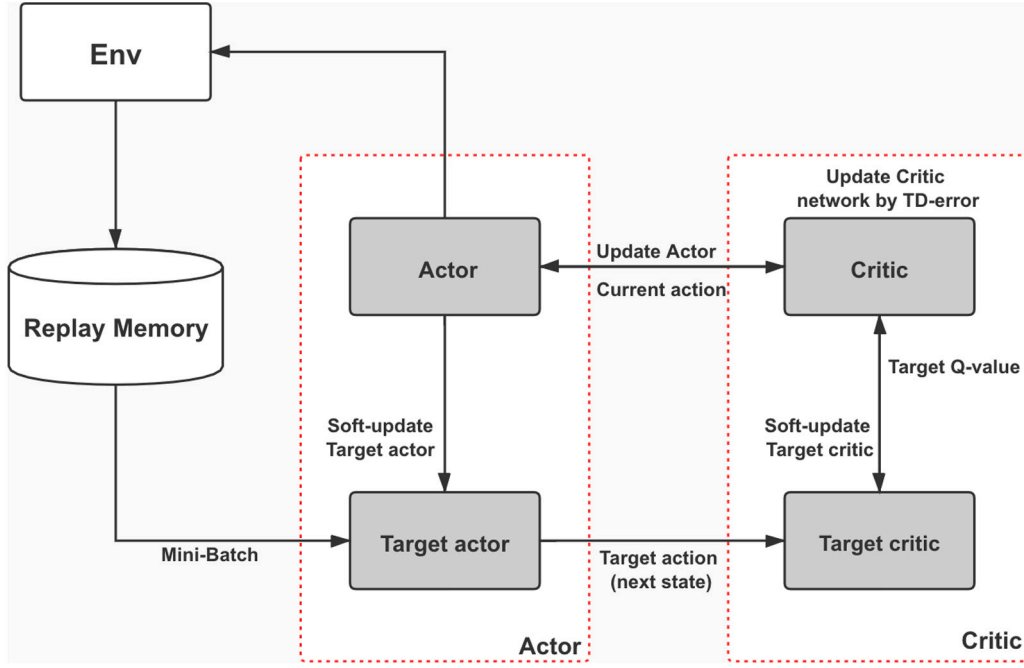 Env
Update Critic
network by TD-error
Actor
Update Actor
Current action
Critic
Replay Memory
Target Q-value
Soft-update
Target actor
Soft-update
Target critic
Mini-Batch
Target actor
Target action
(next state)
Target critic
Actor
Critic